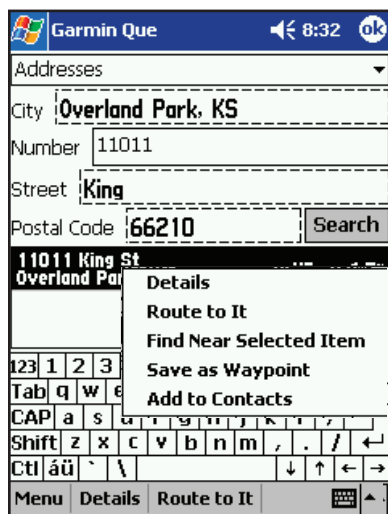 Garmin Que 8:32 ok
Addresses
City Overland Park, KS
Number 11011
Street King
Postal Code 66210 Search
11011 King St
Overland
Details
Route to It
Find Near Selected Item
Save as Waypoint
Add to Contacts
123 1 2 3
Tab q w e
CAP a s
Shift z x c v b n m , . /
Ctl áü ` \
Menu Details Route to It